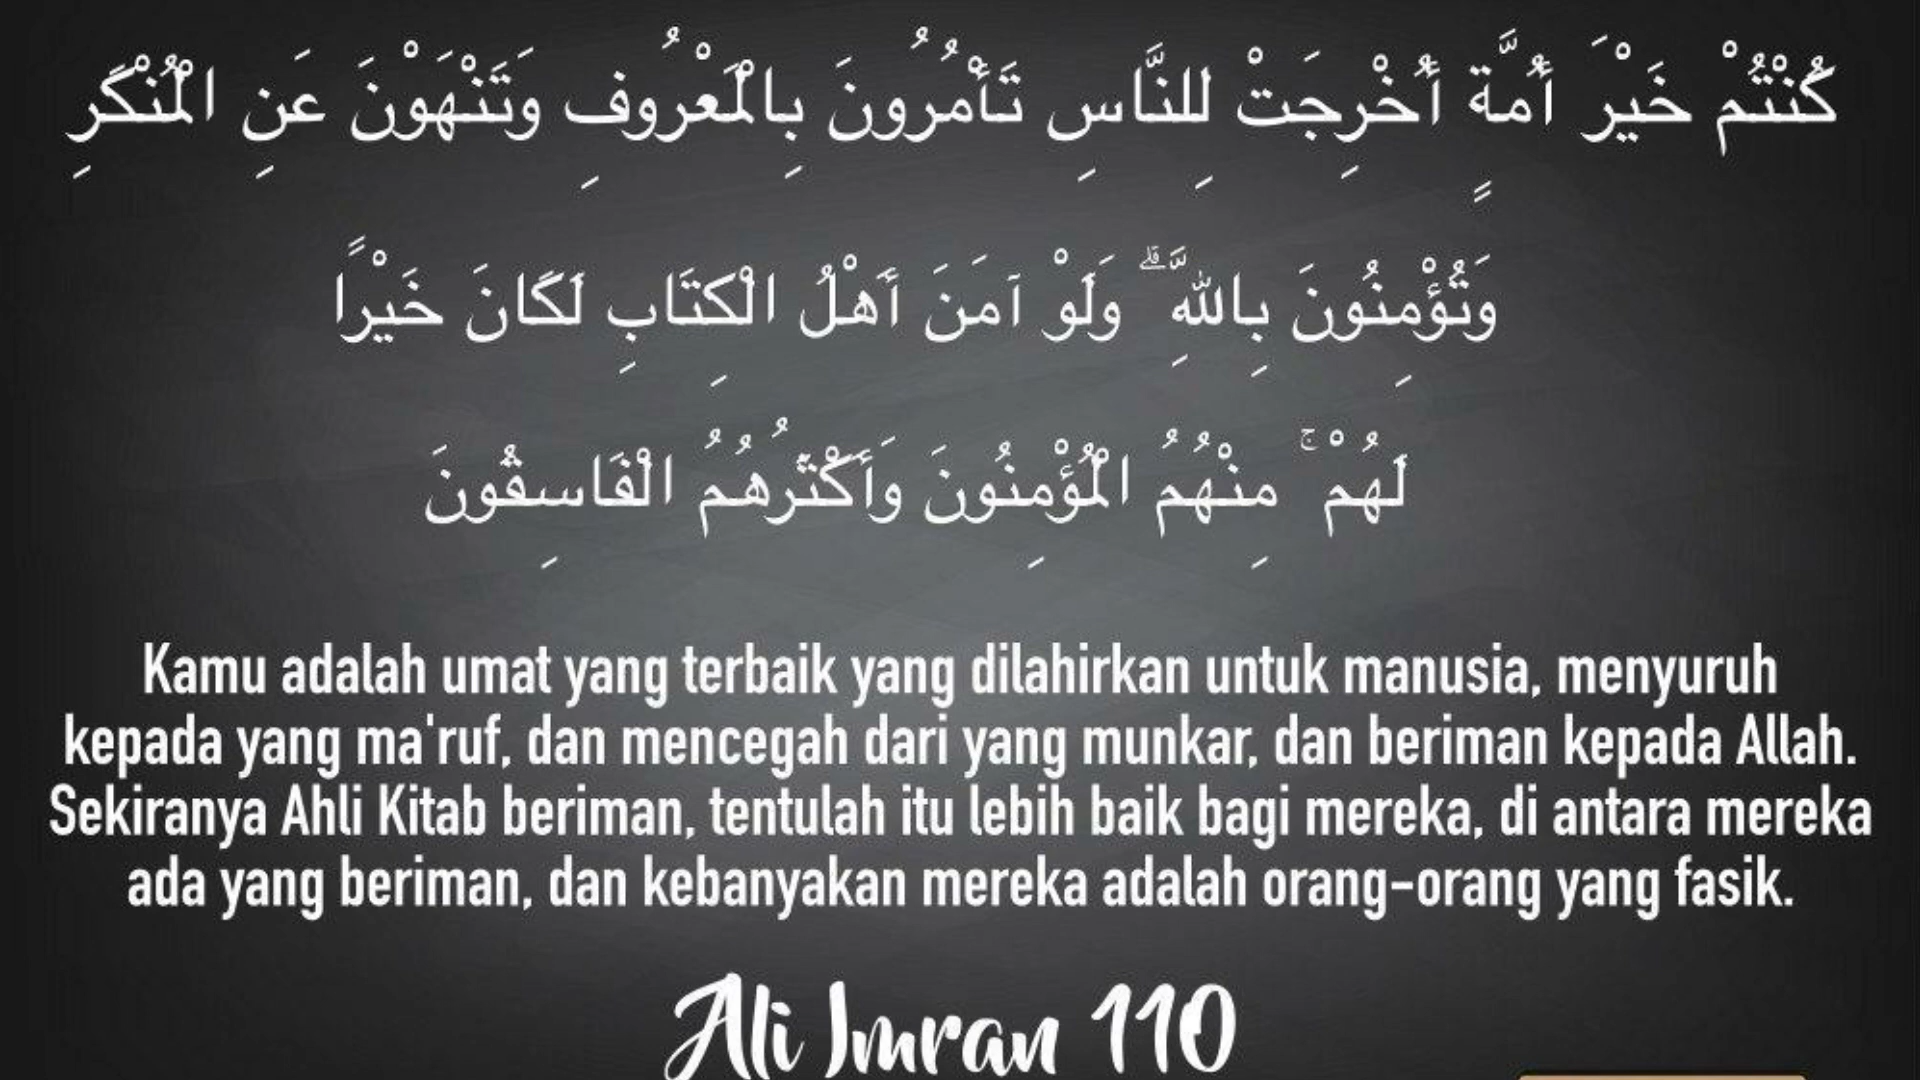 كُنْتُمْ خَيْرَ أُمَّةٍ أُخْرِجَتْ لِلنَّاسِ تَأْمُرُونَ بِالْمَعْرُوفِ وَتَنْهَوْنَ عَنِ الْمُنْكَرِ
وَتُؤْمِنُونَ بِاللَّهِ ۗ وَلَوْ آمَنَ أَهْلُ الْكِتَابِ لَكَانَ خَيْرًا
لَهُمْ ۚ مِنْهُمُ الْمُؤْمِنُونَ وَأَكْثَرُهُمُ الْفَاسِقُونَ
Kamu adalah umat yang terbaik yang dilahirkan untuk manusia, menyuruh
kepada yang ma'ruf, dan mencegah dari yang munkar, dan beriman kepada Allah.
Sekiranya Ahli Kitab beriman, tentulah itu lebih baik bagi mereka, di antara mereka
ada yang beriman, dan kebanyakan mereka adalah orang-orang yang fasik.
Ali Imran 110